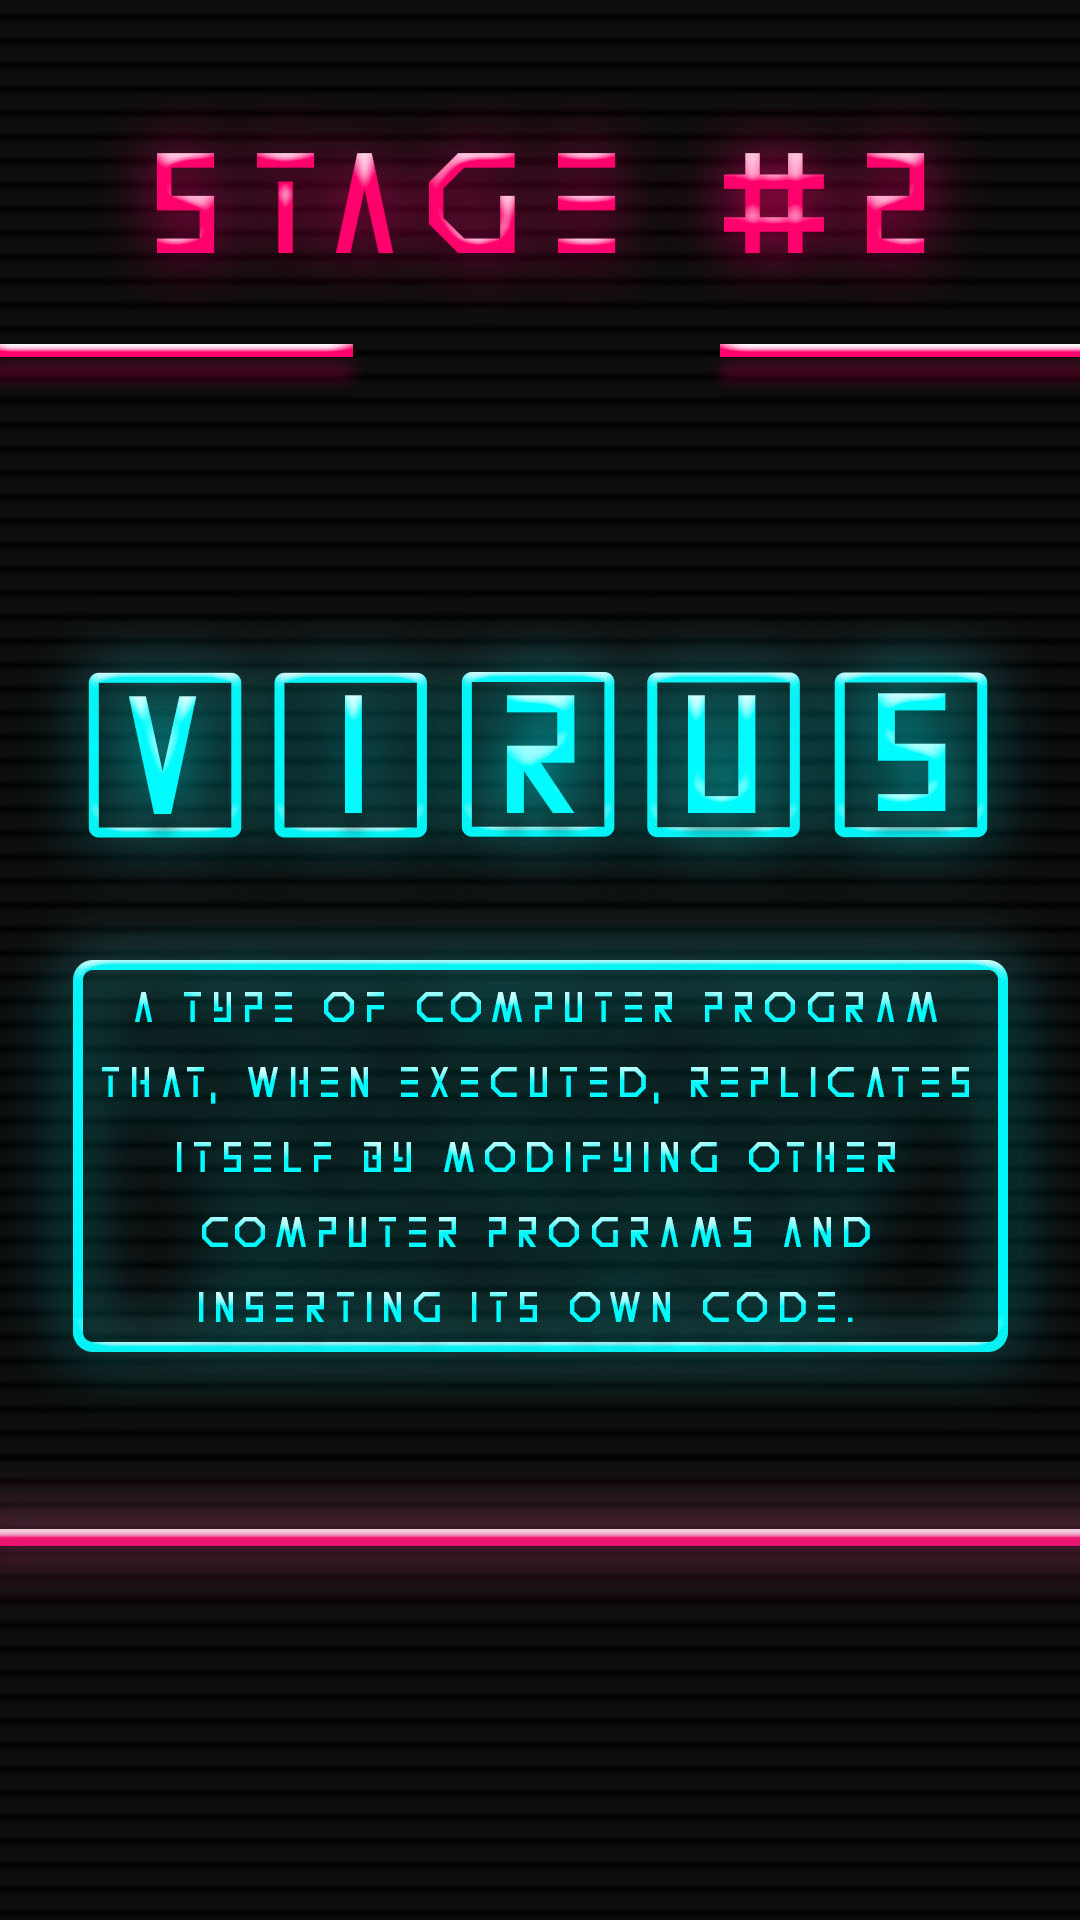 STAGE #2
VIRUS
A TYPE OF COMPUTER PROGRAM
THAT, WHEN EXECUTED, REPLICATES
ITSELF BY MODIFYING OTHER
COMPUTER PROGRAMS AND
INSERTING ITS OWN CODE.